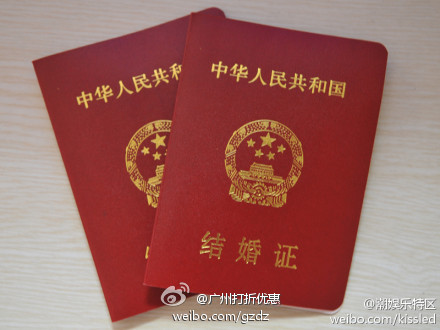 中华人民共和
中华人民共和国
结婚证
@广州打折优惠
weibo.com/gzdz
@潮娱乐特区
weibo.com/kissled